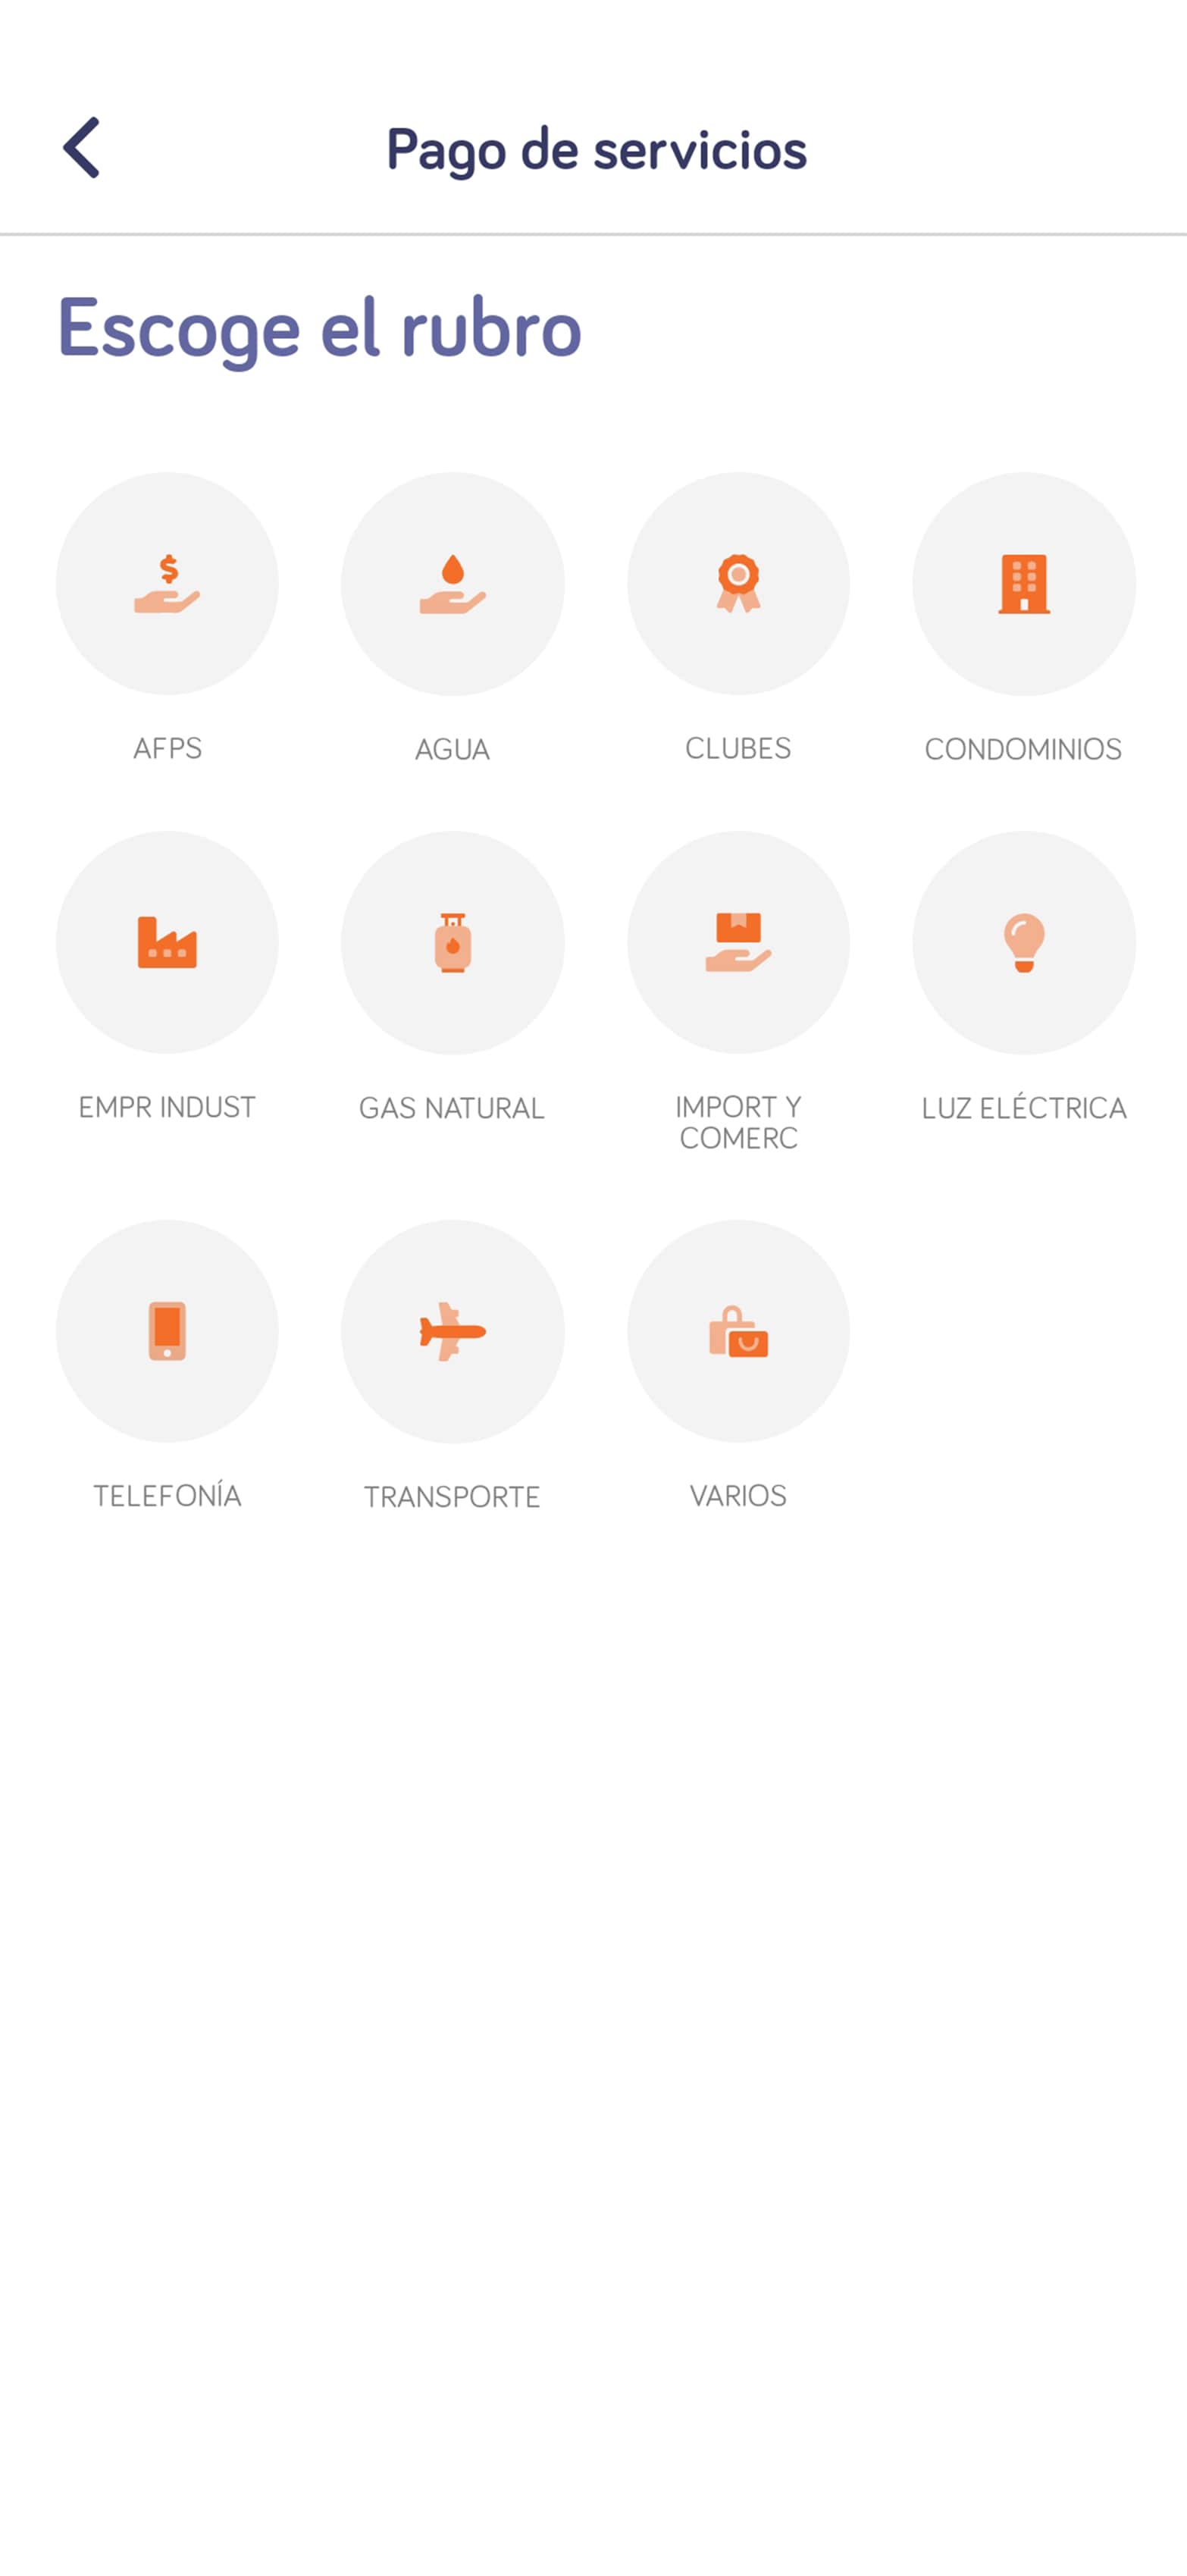 Pago de servicios
Escoge el rubro
AFPS
AGUA
CLUBES
CONDOMINIOS
EMPR INDUST
GAS NATURAL
IMPORT Y
COMERC
LUZ ELÉCTRICA
TELEFONÍA
TRANSPORTE
VARIOS